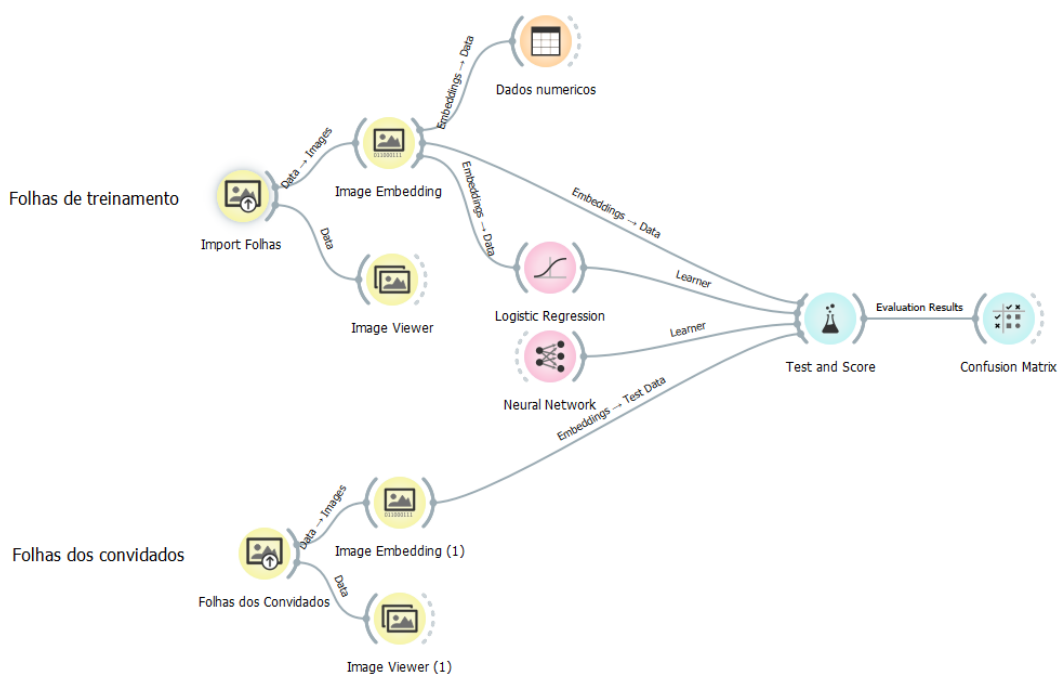 Embeddings → Data
Dados numericos
Data → Images
Image Embedding
Folhas de treinamento
Import Folhas
Embeddings → Data
Embeddings → Data
Data
Image Viewer
Logistic Regression
Learner
Learner
Neural Network
Test and Score
Evaluation Results
Confusion Matrix
Embeddings → Test Data
Folhas dos convidados
Data → Images
Image Embedding (1)
Folhas dos Convidados
Data
Image Viewer (1)